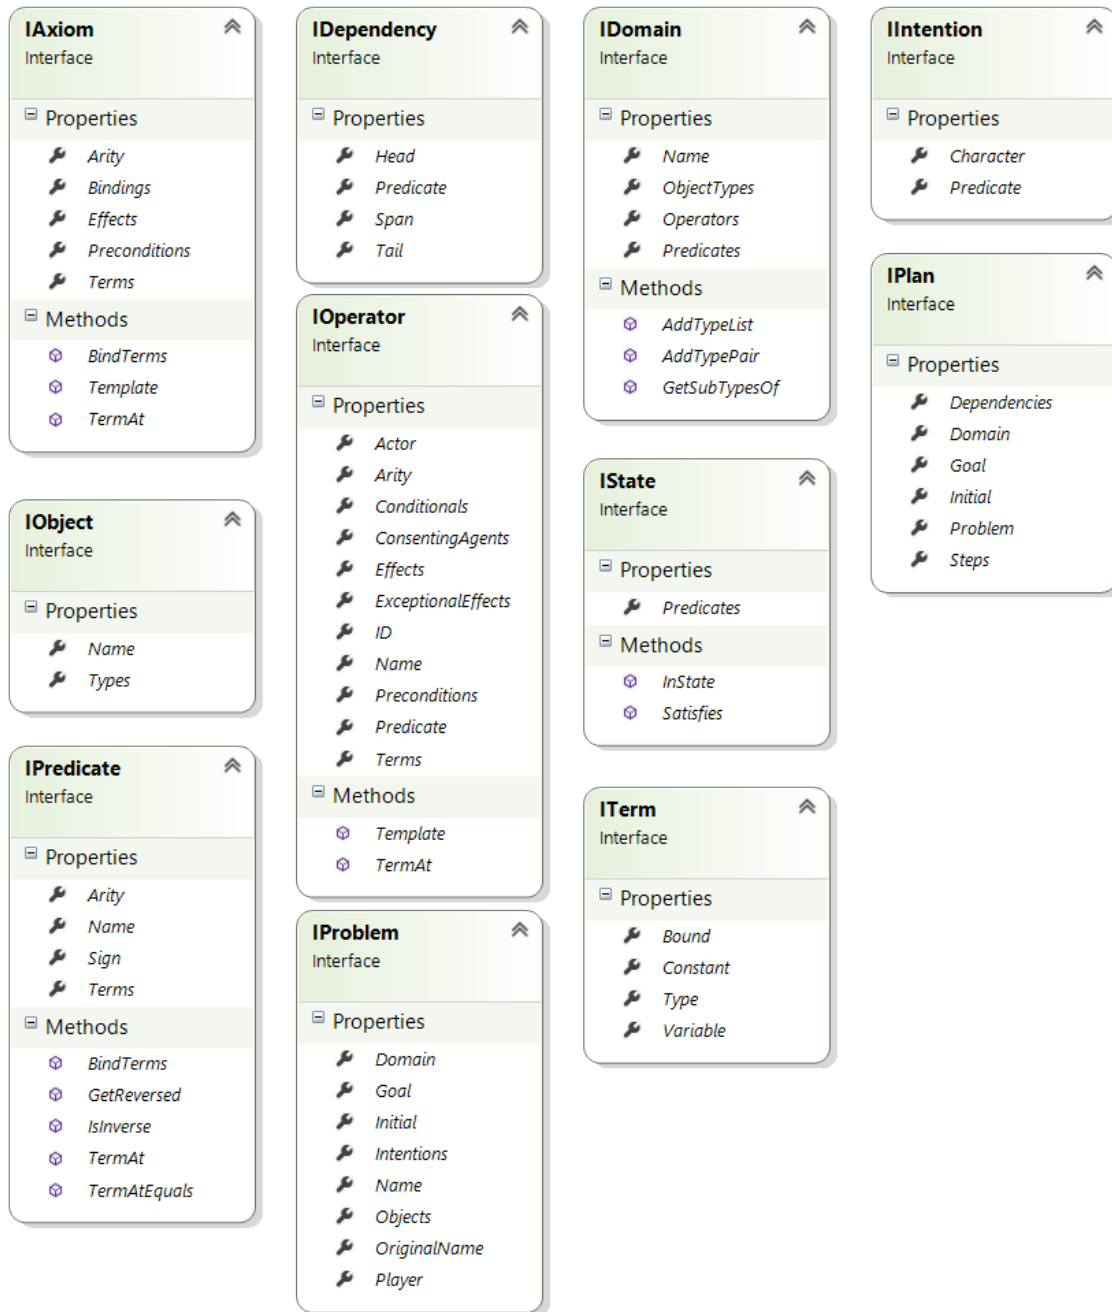 IAxiom
Interface
Properties
Arity
Bindings
Effects
Preconditions
Terms
Methods
BindTerms
Template
TermAt
IObject
Interface
Properties
Name
Types
IPredicate
Interface
Properties
Arity
Name
Sign
Terms
Methods
BindTerms
GetReversed
IsInverse
TermAt
TermAtEquals
IDependency
Interface
Properties
Head
Predicate
Span
Tail
IOperator
Interface
Properties
Actor
Arity
Conditionals
ConsentingAgents
Effects
ExceptionalEffects
ID
Name
Preconditions
Predicate
Terms
Methods
Template
TermAt
IProblem
Interface
Properties
Domain
Goal
Initial
Intentions
Name
Objects
OriginalName
Player
IDomain
Interface
Properties
Name
ObjectTypes
Operators
Predicates
Methods
AddTypeList
AddTypePair
GetSubTypesOf
IState
Interface
Properties
Predicates
Methods
InState
Satisfies
ITerm
Interface
Properties
Bound
Constant
Type
Variable
IIntention
Interface
Properties
Character
Predicate
IPlan
Interface
Properties
Dependencies
Domain
Goal
Initial
Problem
Steps